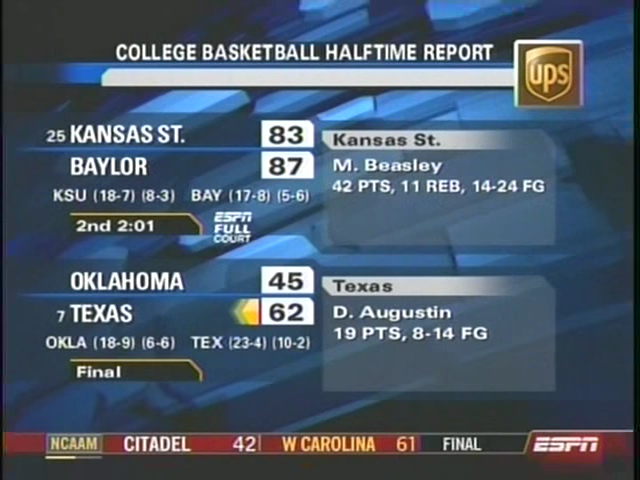 COLLEGE BASKETBALL HALFTIME REPORT
ups
25 KANSAS ST. 83
BAYLOR 87
KSU (18-7) (8-3) BAY (17-8) (5-6)
2nd 2:01
ESPN
FULL
COURT
Kansas St.
M. Beasley
42 PTS, 11 REB, 14-24 FG
OKLAHOMA 45
7 TEXAS 62
OKLA (18-9) (6-6) TEX (23-4) (10-2)
Final
Texas
D. Augustin
19 PTS, 8-14 FG
NCAAM CITADEL 42 W CAROLINA 61 FINAL ESPN